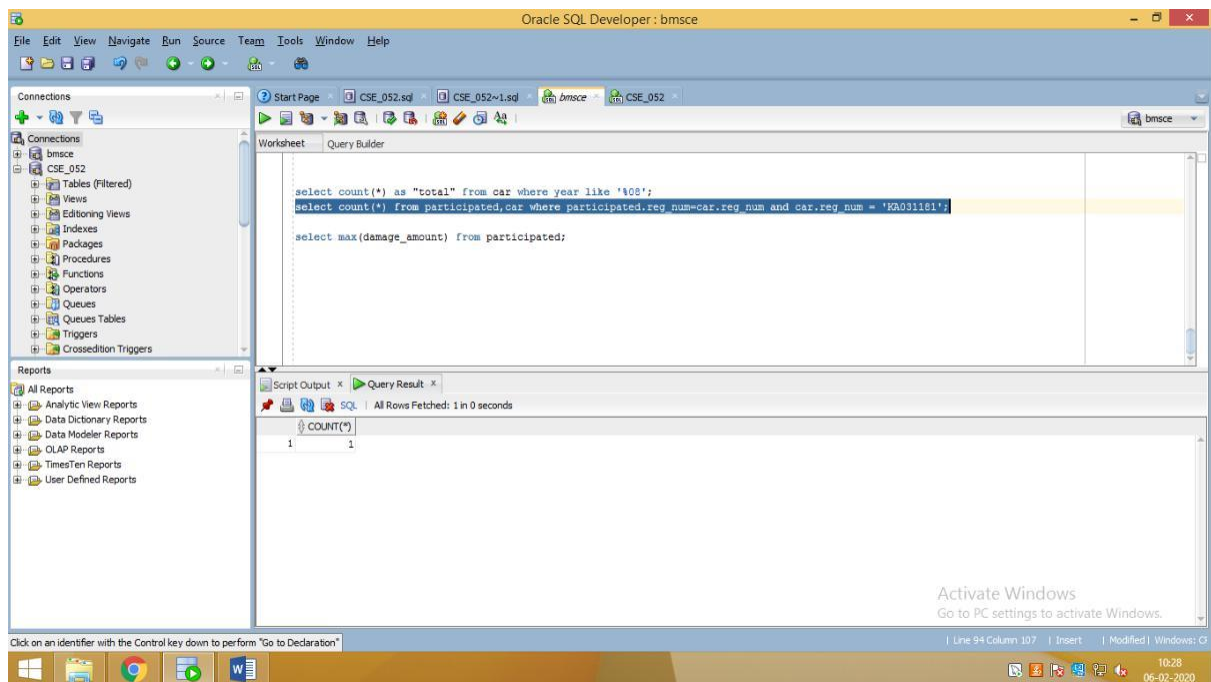 Oracle SQL Developer : bmsce
File Edit View Navigate Run Source Team Tools Window Help
Connections
Start Page CSE_052.sql CSE_052~1.sql bmsce CSE_052
bmsce
Worksheet Query Builder
Connections
bmsce
CSE_052
Tables (Filtered)
Views
Editioning Views
Indexes
Packages
Procedures
Functions
Operators
Queues
Queues Tables
Triggers
Crossedition Triggers
select count(*) as "total" from car where year like '%08';
select count(*) from participated,car where participated.reg_num=car.reg_num and car.reg_num = 'KA031181';
select max(damage_amount) from participated;
Reports
All Reports
Analytic View Reports
Data Dictionary Reports
Data Modeler Reports
OLAP Reports
TimesTen Reports
User Defined Reports
Script Output x Query Result x
SQL | All Rows Fetched: 1 in 0 seconds
COUNT(*)
1 1
Activate Windows
Go to PC settings to activate Windows.
Click on an identifier with the Control key down to perform "Go to Declaration"
| Line 94 Column 107 | Insert | Modified | Windows: C
10:28
06-02-2020